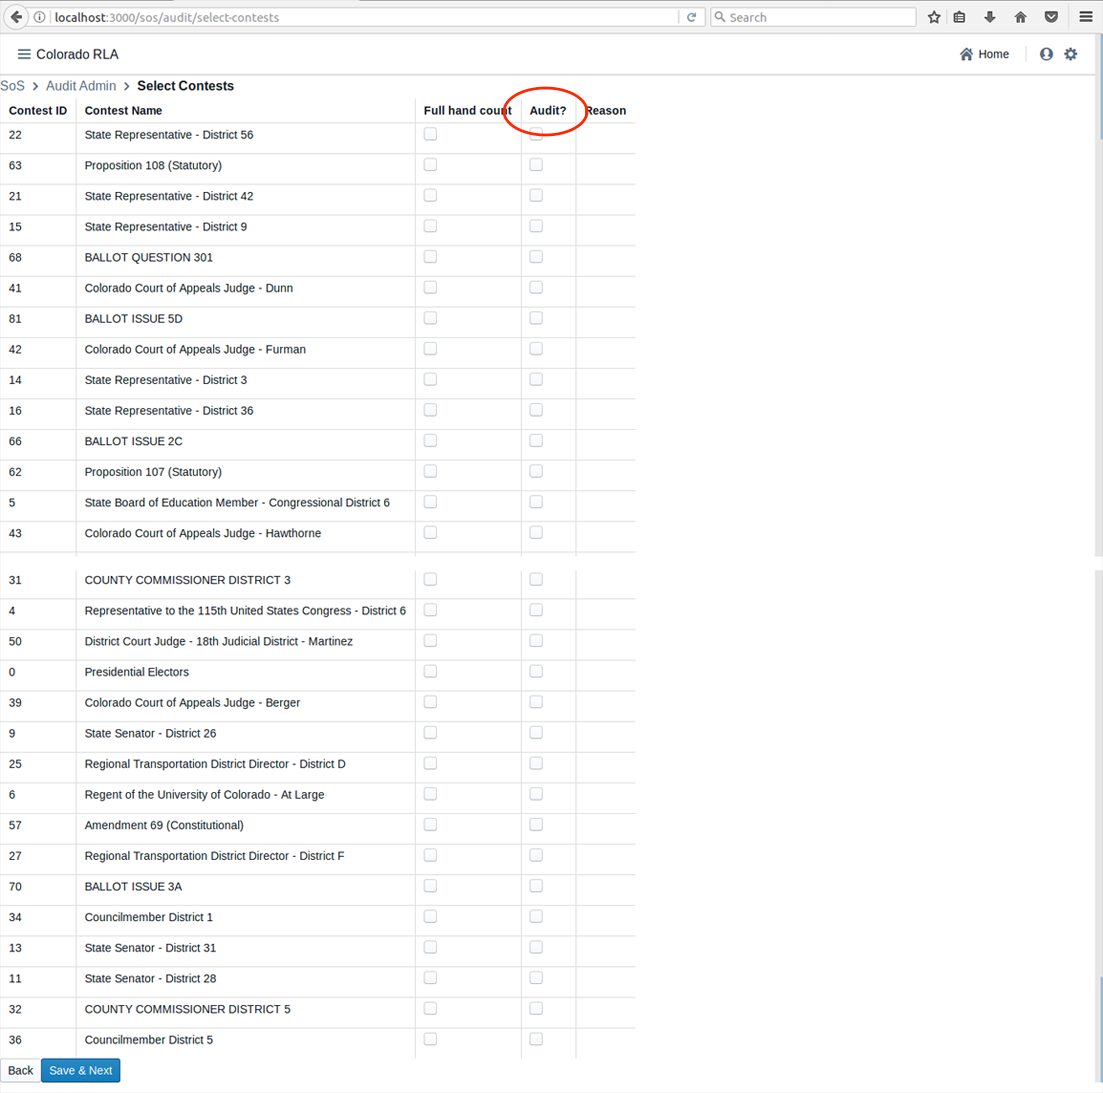 localhost:3000/sos/audit/select-contests Search
Colorado RLA Home
SoS > Audit Admin > Select Contests
Contest ID Contest Name Full hand count Audit? Reason
22 State Representative - District 56
63 Proposition 108 (Statutory)
21 State Representative - District 42
15 State Representative - District 9
68 BALLOT QUESTION 301
41 Colorado Court of Appeals Judge - Dunn
81 BALLOT ISSUE 5D
42 Colorado Court of Appeals Judge - Furman
14 State Representative - District 3
16 State Representative - District 36
66 BALLOT ISSUE 2C
62 Proposition 107 (Statutory)
5 State Board of Education Member - Congressional District 6
43 Colorado Court of Appeals Judge - Hawthorne
31 COUNTY COMMISSIONER DISTRICT 3
4 Representative to the 115th United States Congress - District 6
50 District Court Judge - 18th Judicial District - Martinez
0 Presidential Electors
39 Colorado Court of Appeals Judge - Berger
9 State Senator - District 26
25 Regional Transportation District Director - District D
6 Regent of the University of Colorado - At Large
57 Amendment 69 (Constitutional)
27 Regional Transportation District Director - District F
70 BALLOT ISSUE 3A
34 Councilmember District 1
13 State Senator - District 31
11 State Senator - District 28
32 COUNTY COMMISSIONER DISTRICT 5
36 Councilmember District 5
Back Save & Next